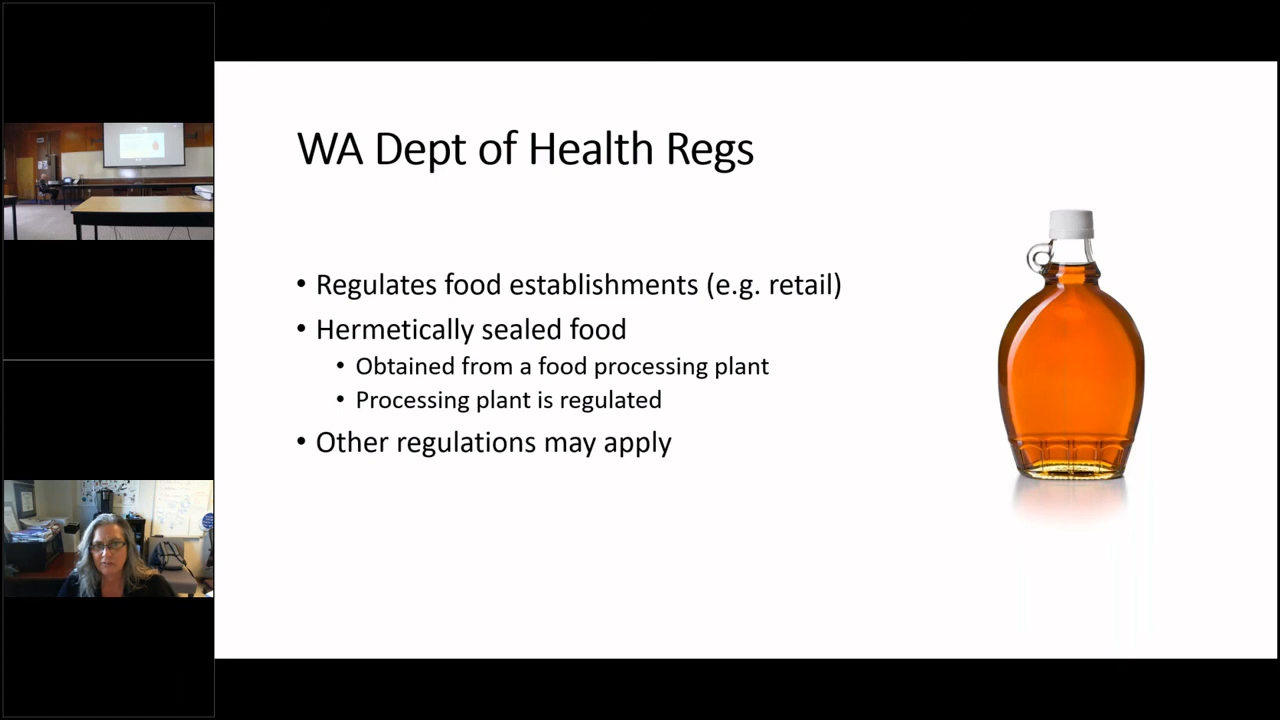 WA Dept of Health Regs
• Regulates food establishments (e.g. retail)
• Hermetically sealed food
• Obtained from a food processing plant
• Processing plant is regulated
• Other regulations may apply